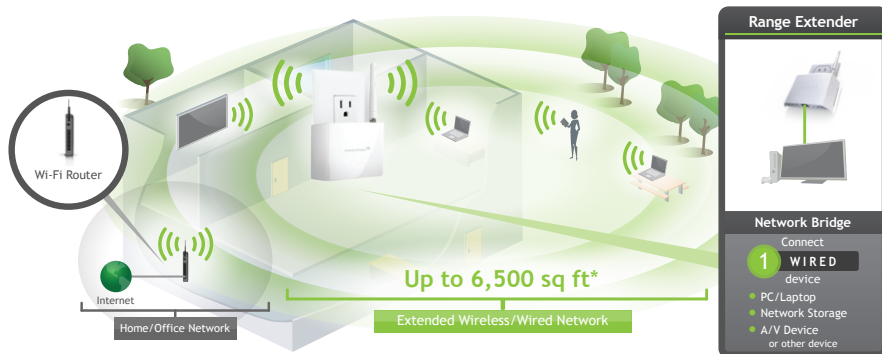 Wi-Fi Router
Internet
Home/Office Network
Up to 6,500 sq ft*
Extended Wireless/Wired Network
Range Extender
Network Bridge
Connect
1 WIRED
device
PC/Laptop
Network Storage
A/V Device
or other device